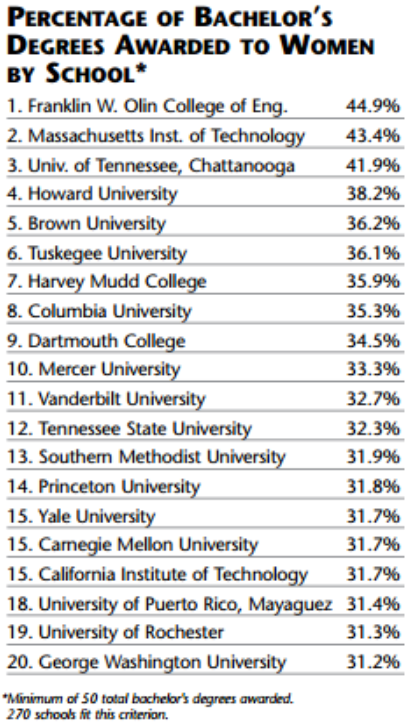 PERCENTAGE OF BACHELOR'S
DEGREES AWARDED TO WOMEN
BY SCHOOL*
1. Franklin W. Olin College of Eng. 44.9%
2. Massachusetts Inst. of Technology 43.4%
3. Univ. of Tennessee, Chattanooga 41.9%
4. Howard University 38.2%
5. Brown University 36.2%
6. Tuskegee University 36.1%
7. Harvey Mudd College 35.9%
8. Columbia University 35.3%
9. Dartmouth College 34.5%
10. Mercer University 33.3%
11. Vanderbilt University 32.7%
12. Tennessee State University 32.3%
13. Southern Methodist University 31.9%
14. Princeton University 31.8%
15. Yale University 31.7%
15. Carnegie Mellon University 31.7%
15. California Institute of Technology 31.7%
18. University of Puerto Rico, Mayaguez 31.4%
19. University of Rochester 31.3%
20. George Washington University 31.2%
*Minimum of 50 total bachelor's degrees awarded.
270 schools fit this criterion.